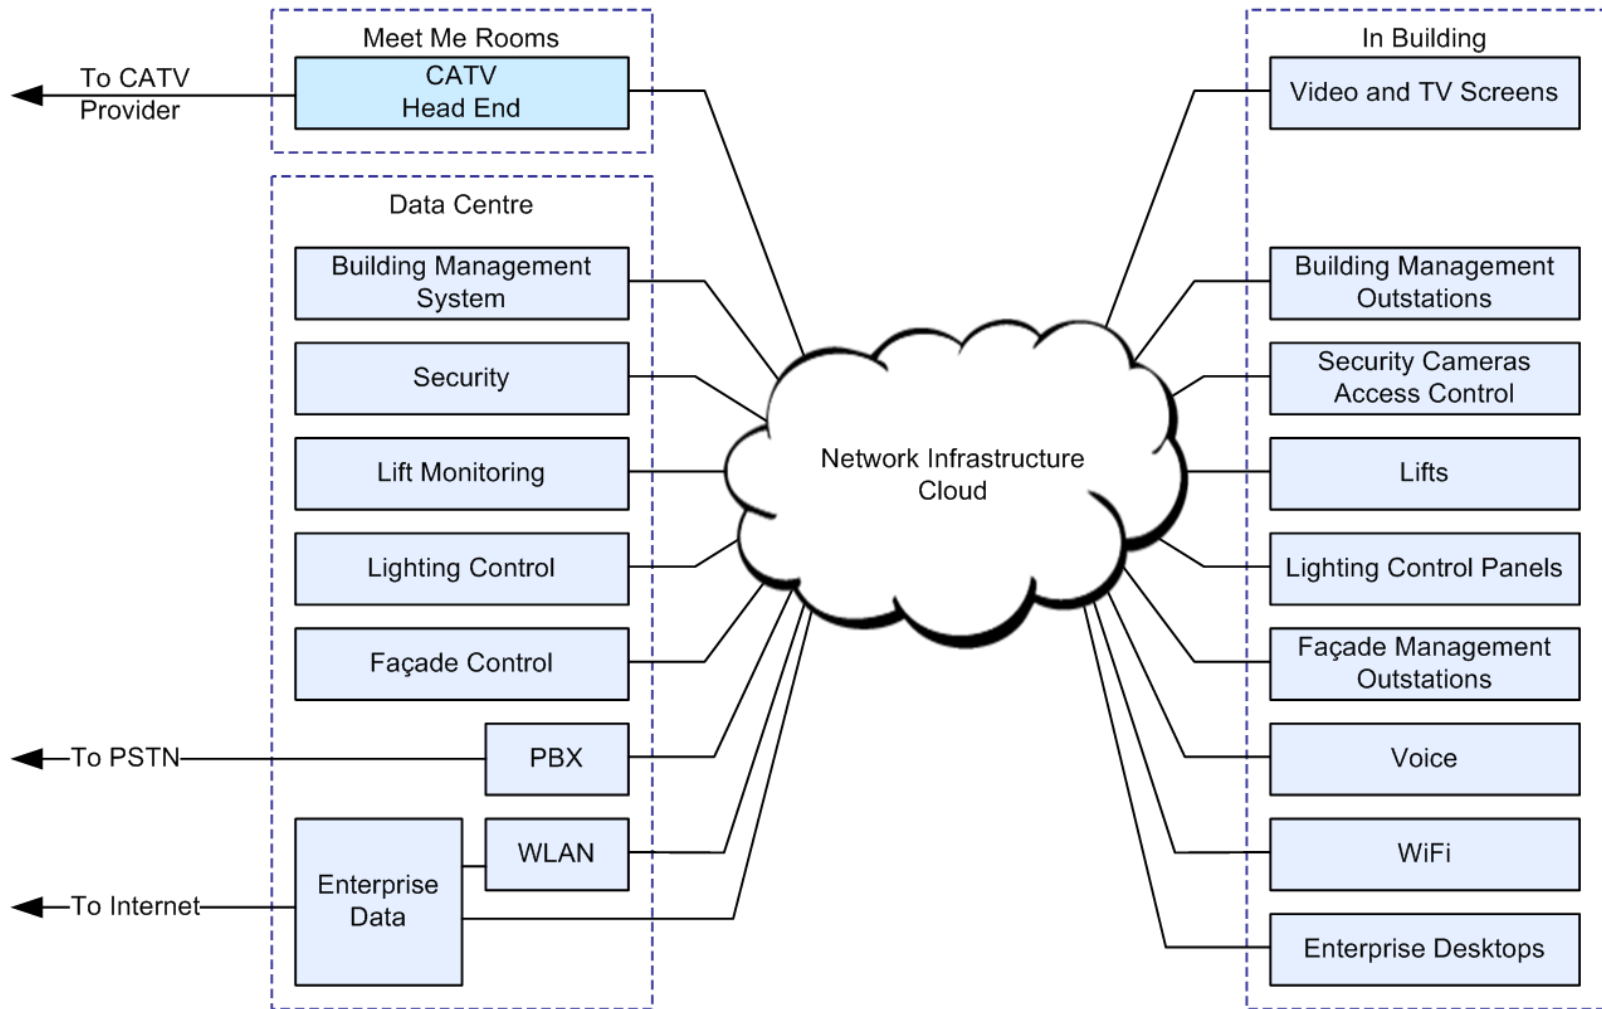 Meet Me Rooms
To CATV
Provider
CATV
Head End
Data Centre
Building Management
System
Security
Lift Monitoring
Lighting Control
Façade Control
To PSTN
PBX
WLAN
Enterprise
Data
To Internet
Network Infrastructure
Cloud
In Building
Video and TV Screens
Building Management
Outstations
Security Cameras
Access Control
Lifts
Lighting Control Panels
Façade Management
Outstations
Voice
WiFi
Enterprise Desktops